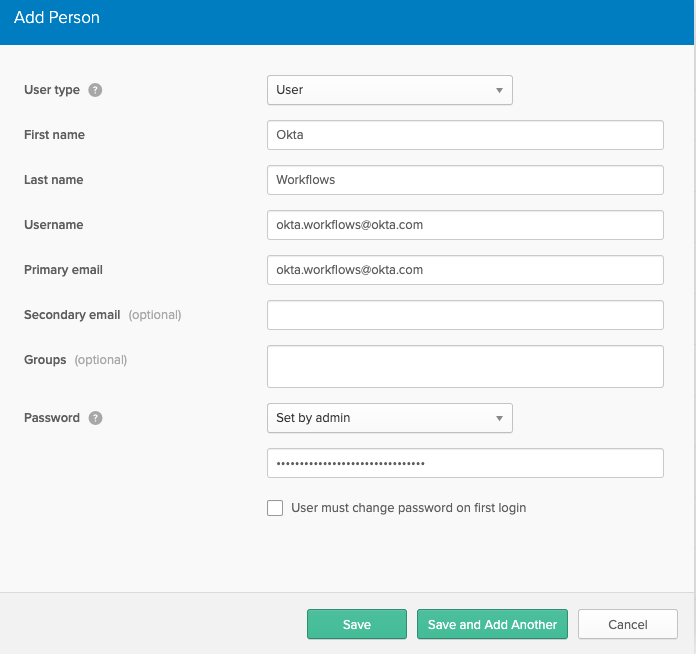 Add Person
User type ? User
First name Okta
Last name Workflows
Username okta.workflows@okta.com
Primary email okta.workflows@okta.com
Secondary email (optional)
Groups (optional)
Password ? Set by admin
••••••••••••••••••••••••••••••••
User must change password on first login
Save Save and Add Another Cancel